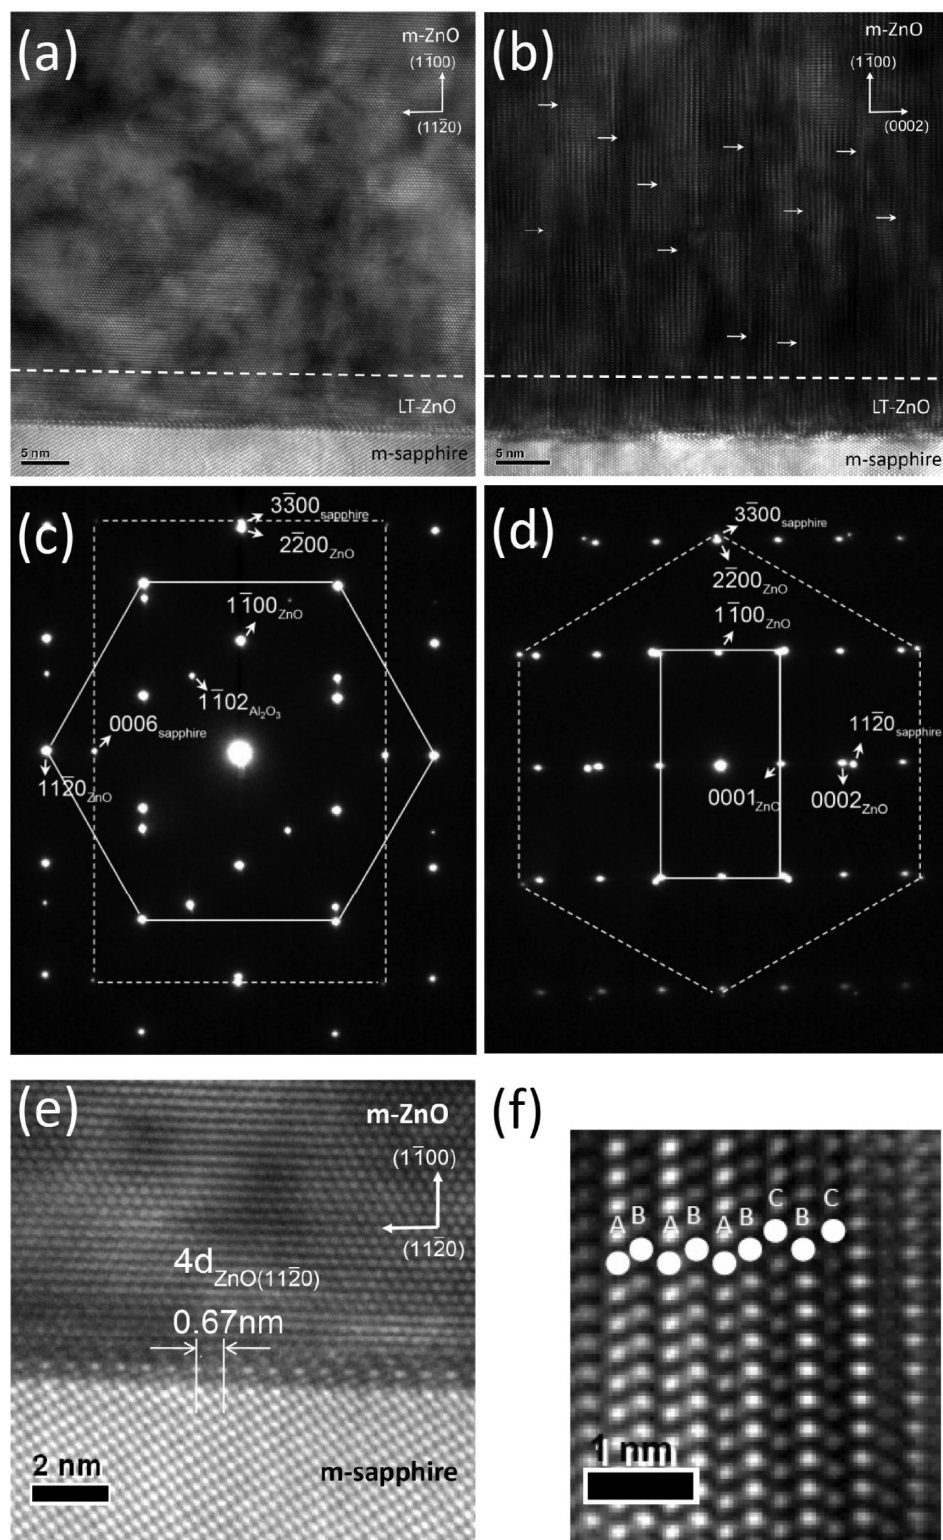 (a)
m-ZnO
(11̅00)
(112̅0)
LT-ZnO
5 nm
m-sapphire
(b)
m-ZnO
(11̅00)
(0002)
LT-ZnO
5 nm
m-sapphire
(c)
33̅00sapphire
22̅00ZnO
11̅00ZnO
11̅02Al2O3
0006sapphire
112̅0ZnO
(d)
33̅00sapphire
22̅00ZnO
11̅00ZnO
112̅0sapphire
0001ZnO
0002ZnO
(e)
m-ZnO
(11̅00)
(112̅0)
4dZnO(112̅0)
0.67nm
2 nm
m-sapphire
(f)
A B A B A B C B C
1 nm